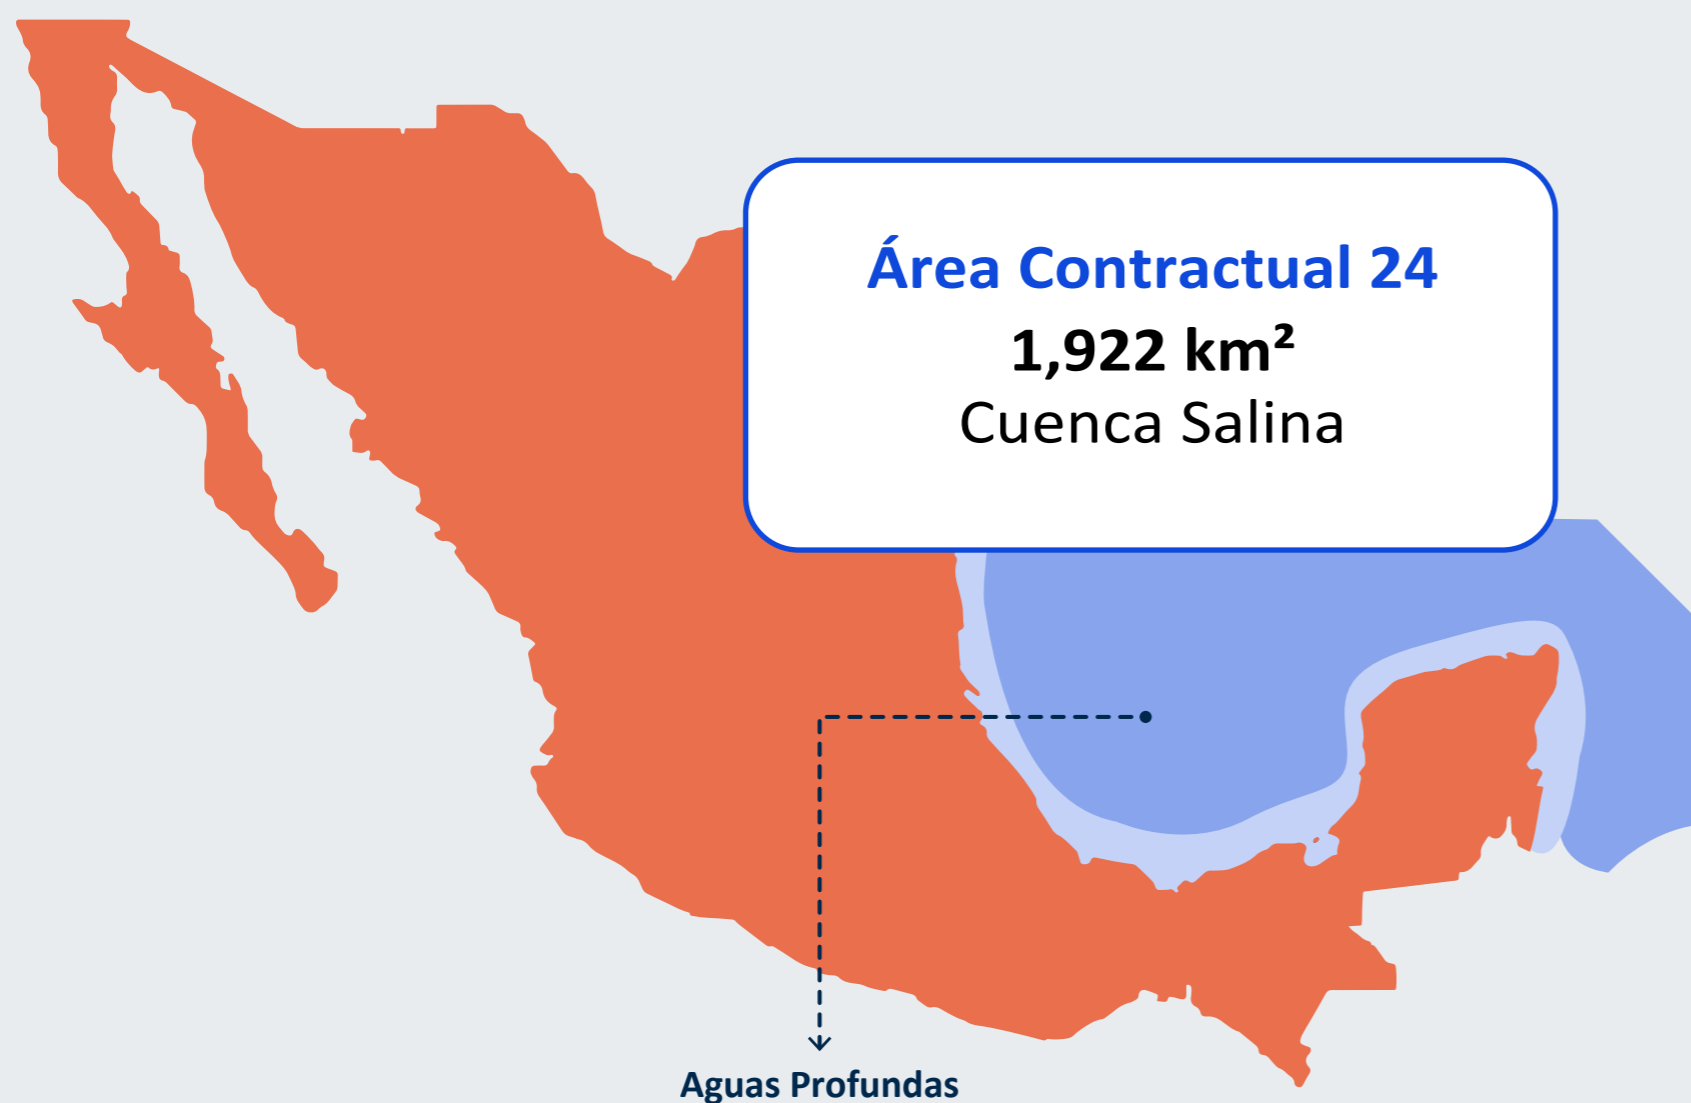 Área Contractual 24
1,922 km²
Cuenca Salina
Aguas Profundas